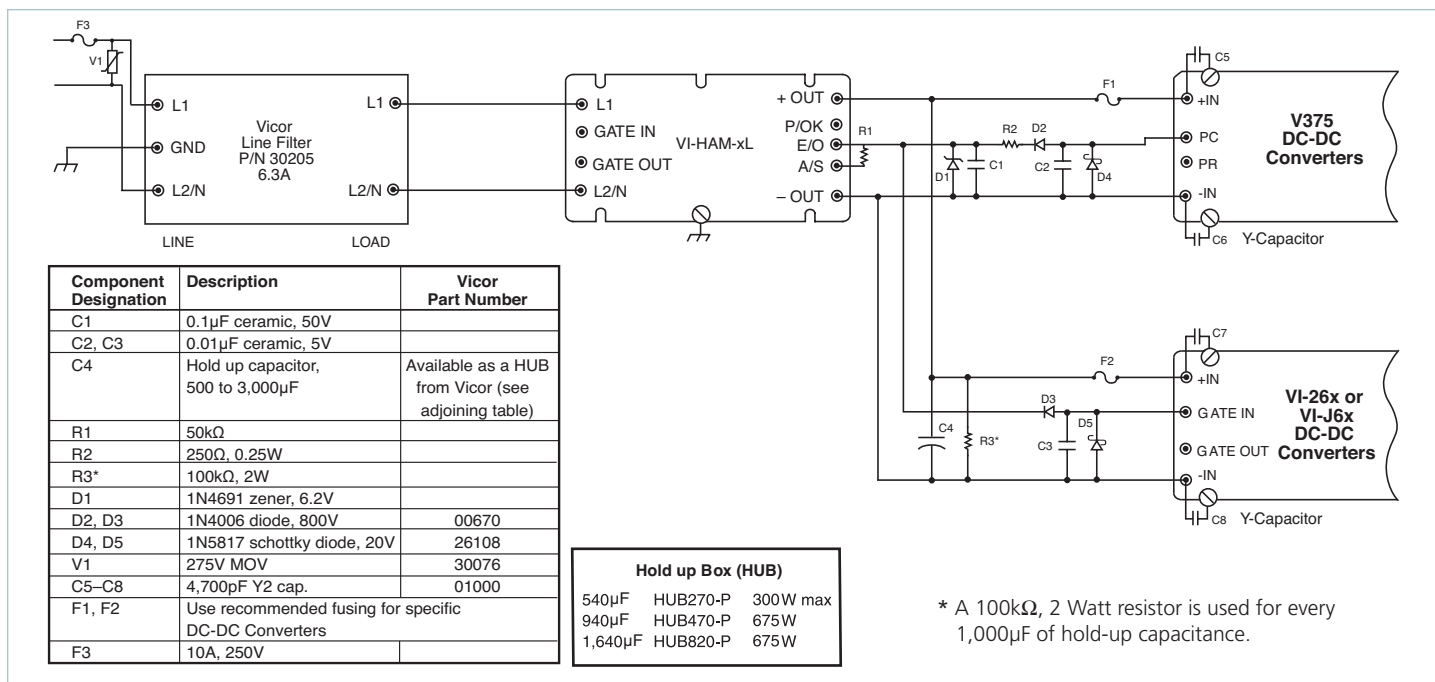 F3
V1
L1
GND
L2/N
Vicor
Line Filter
P/N 30205
6.3A
L1
L2/N
LINE
LOAD
L1
GATE IN
GATE OUT
L2/N
VI-HAM-xL
+ OUT
P/OK
E/O
A/S
– OUT
R1
D1
C1
R2
D2
C2
D4
F1
C5
+IN
PC
PR
-IN
V375
DC-DC
Converters
C6
Y-Capacitor
C7
F2
+IN
GATE IN
GATE OUT
-IN
VI-26x or
VI-J6x
DC-DC
Converters
D3
C4
R3*
C3
D5
C8
Y-Capacitor
Component Designation Description Vicor Part Number
C1 0.1µF ceramic, 50V
C2, C3 0.01µF ceramic, 5V
C4 Hold up capacitor, Available as a HUB
500 to 3,000µF from Vicor (see
adjoining table)
R1 50kΩ
R2 250Ω, 0.25W
R3* 100kΩ, 2W
D1 1N4691 zener, 6.2V
D2, D3 1N4006 diode, 800V 00670
D4, D5 1N5817 schottky diode, 20V 26108
V1 275V MOV 30076
C5–C8 4,700pF Y2 cap. 01000
F1, F2 Use recommended fusing for specific
DC-DC Converters
F3 10A, 250V
Hold up Box (HUB)
540µF HUB270-P 300W max
940µF HUB470-P 675W
1,640µF HUB820-P 675W
* A 100kΩ, 2 Watt resistor is used for every
1,000µF of hold-up capacitance.